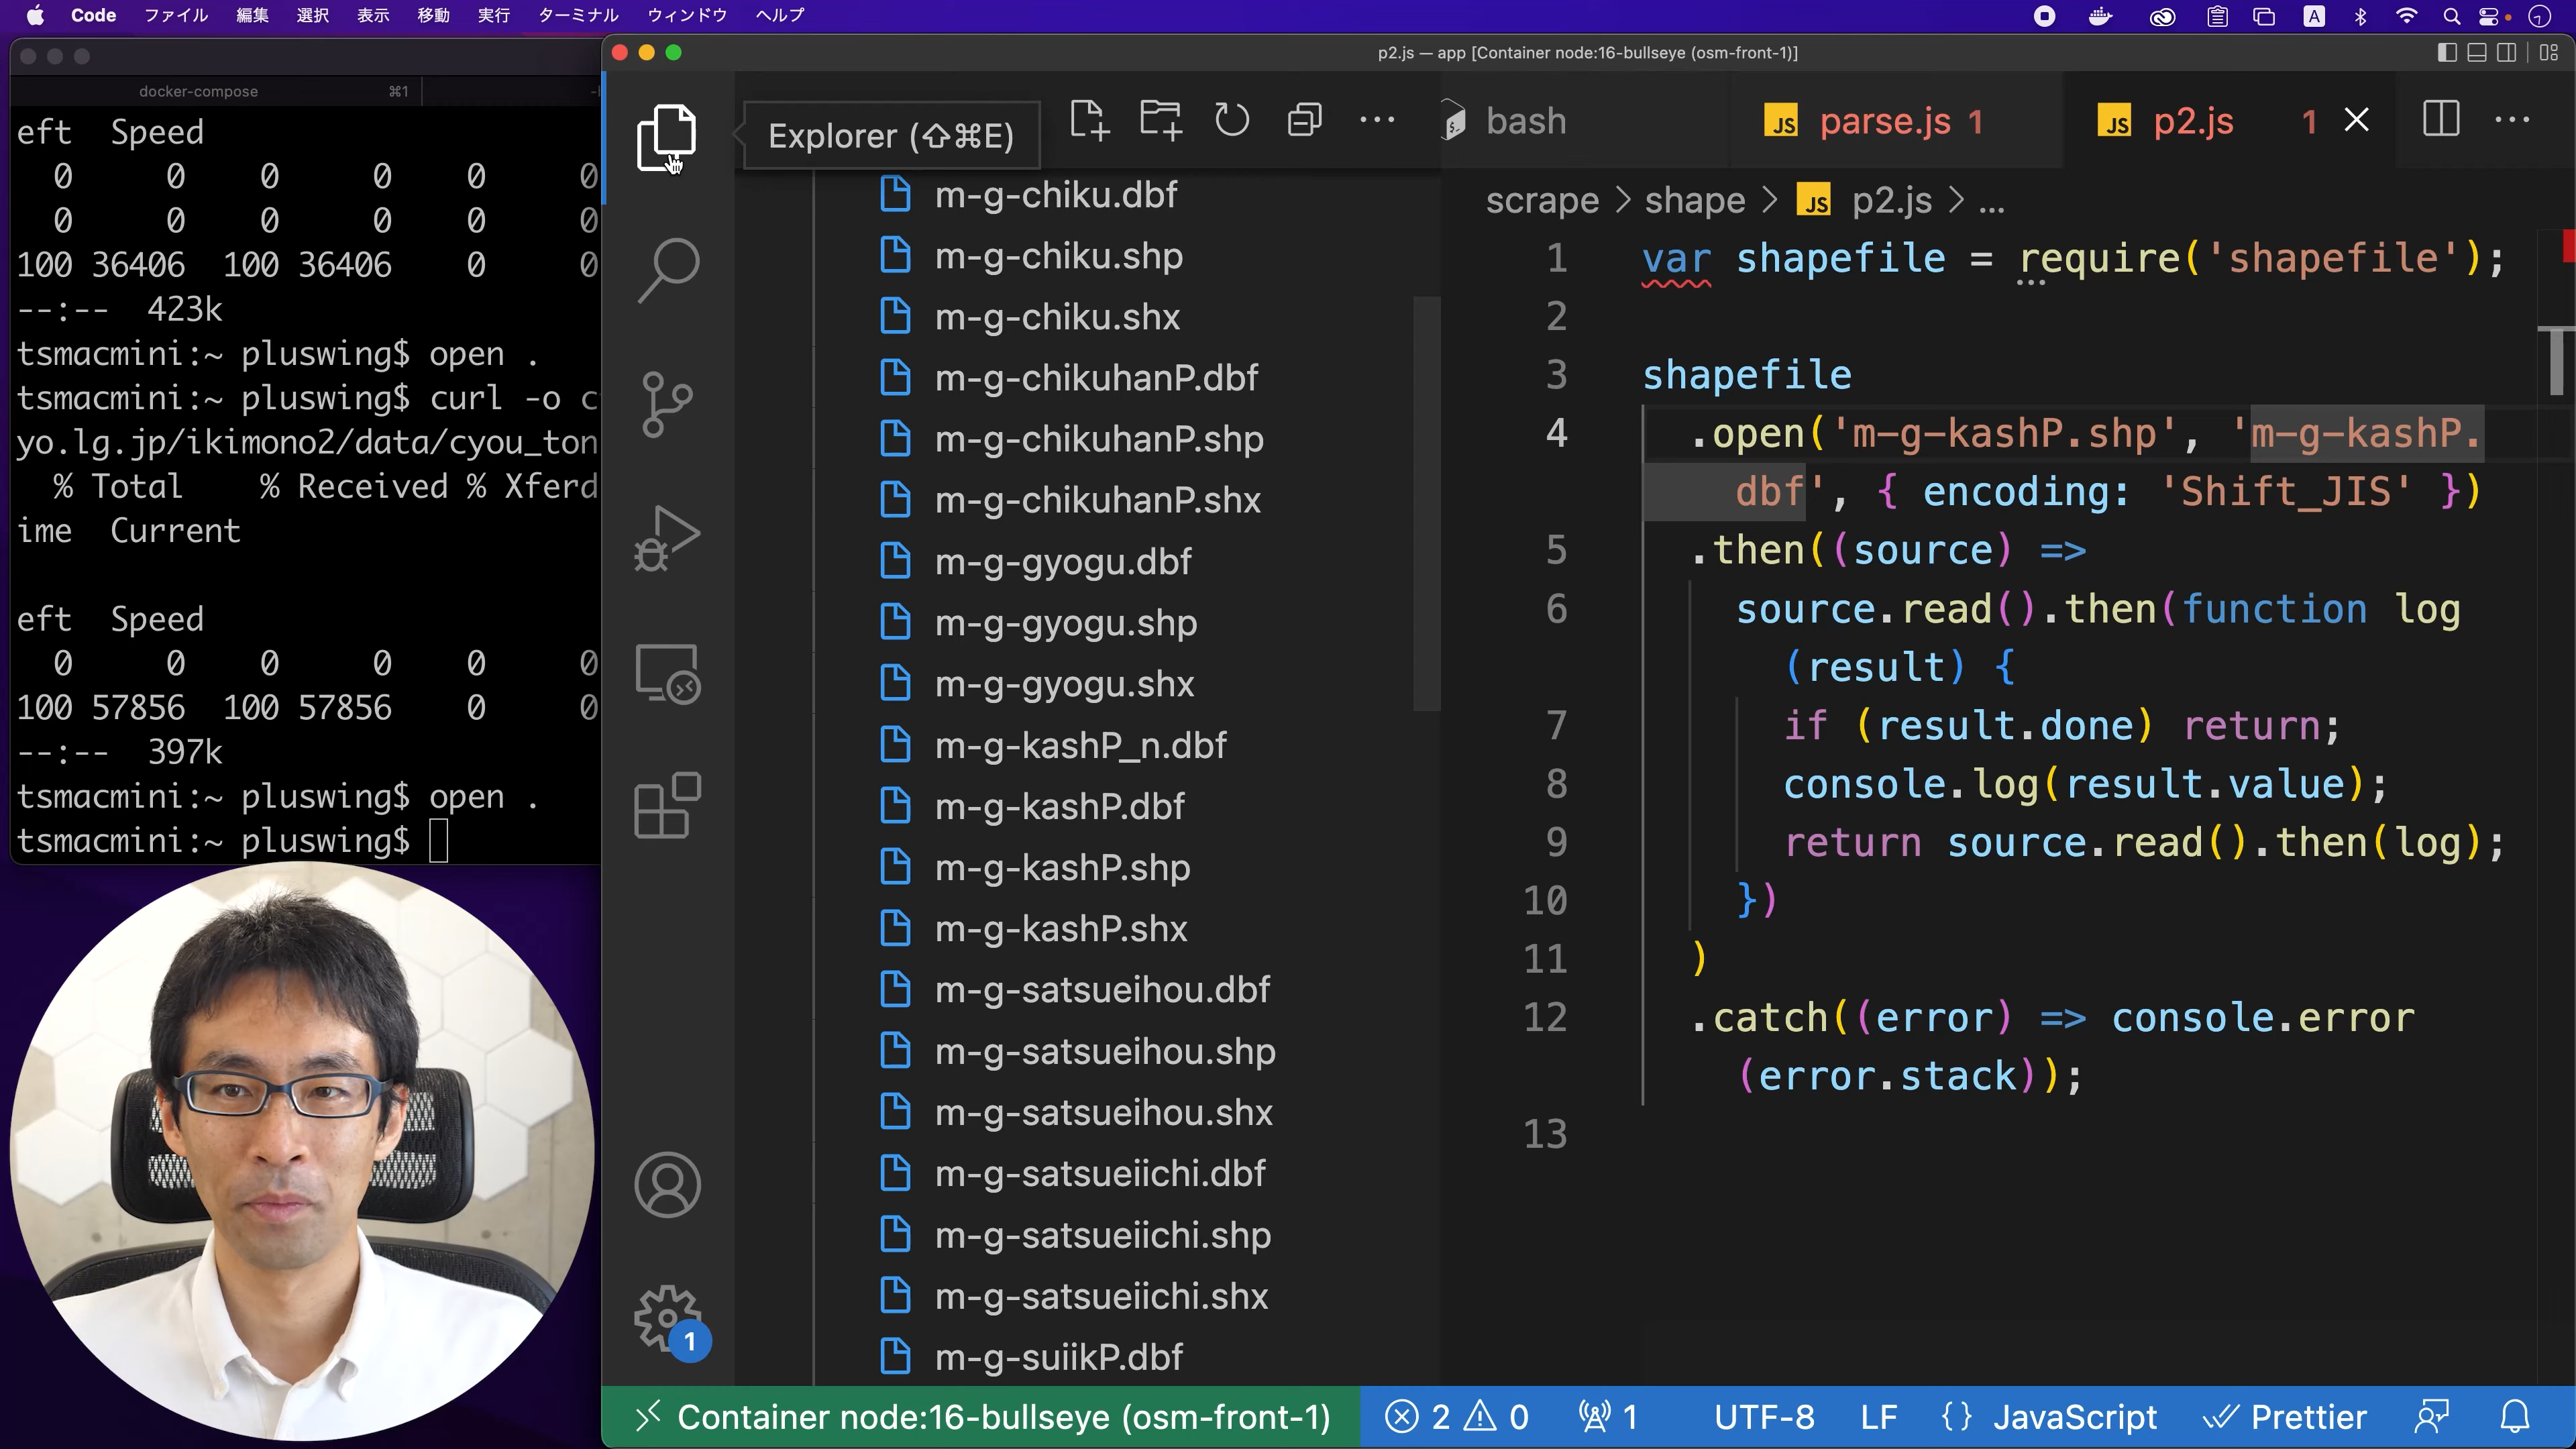 Code ファイル 編集 選択 表示 移動 実行 ターミナル ウィンドウ ヘルプ
A
docker-compose ⌘1
eft Speed
0 0 0 0 0 0
0 0 0 0 0 0
100 36406 100 36406 0 0
--:-- 423k
tsmacmini:~ pluswing$ open .
tsmacmini:~ pluswing$ curl -o c
yo.lg.jp/ikimono2/data/cyou_ton
% Total % Received % Xferd
ime Current
eft Speed
0 0 0 0 0 0
100 57856 100 57856 0 0
--:-- 397k
tsmacmini:~ pluswing$ open .
tsmacmini:~ pluswing$
p2.js — app [Container node:16-bullseye (osm-front-1)]
Explorer (⇧⌘E)
m-g-chiku.dbf
m-g-chiku.shp
m-g-chiku.shx
m-g-chikuhanP.dbf
m-g-chikuhanP.shp
m-g-chikuhanP.shx
m-g-gyogu.dbf
m-g-gyogu.shp
m-g-gyogu.shx
m-g-kashP_n.dbf
m-g-kashP.dbf
m-g-kashP.shp
m-g-kashP.shx
m-g-satsueihou.dbf
m-g-satsueihou.shp
m-g-satsueihou.shx
m-g-satsueiichi.dbf
m-g-satsueiichi.shp
m-g-satsueiichi.shx
m-g-suiikP.dbf
1
bash JS parse.js 1 JS p2.js 1
scrape > shape > JS p2.js > ...
1 var shapefile = require('shapefile');
2
3 shapefile
4 .open('m-g-kashP.shp', 'm-g-kashP.
dbf', { encoding: 'Shift_JIS' })
5 .then((source) =>
6 source.read().then(function log
(result) {
7 if (result.done) return;
8 console.log(result.value);
9 return source.read().then(log);
10 })
11 )
12 .catch((error) => console.error
(error.stack));
13
Container node:16-bullseye (osm-front-1) 2 0 1 UTF-8 LF {} JavaScript Prettier